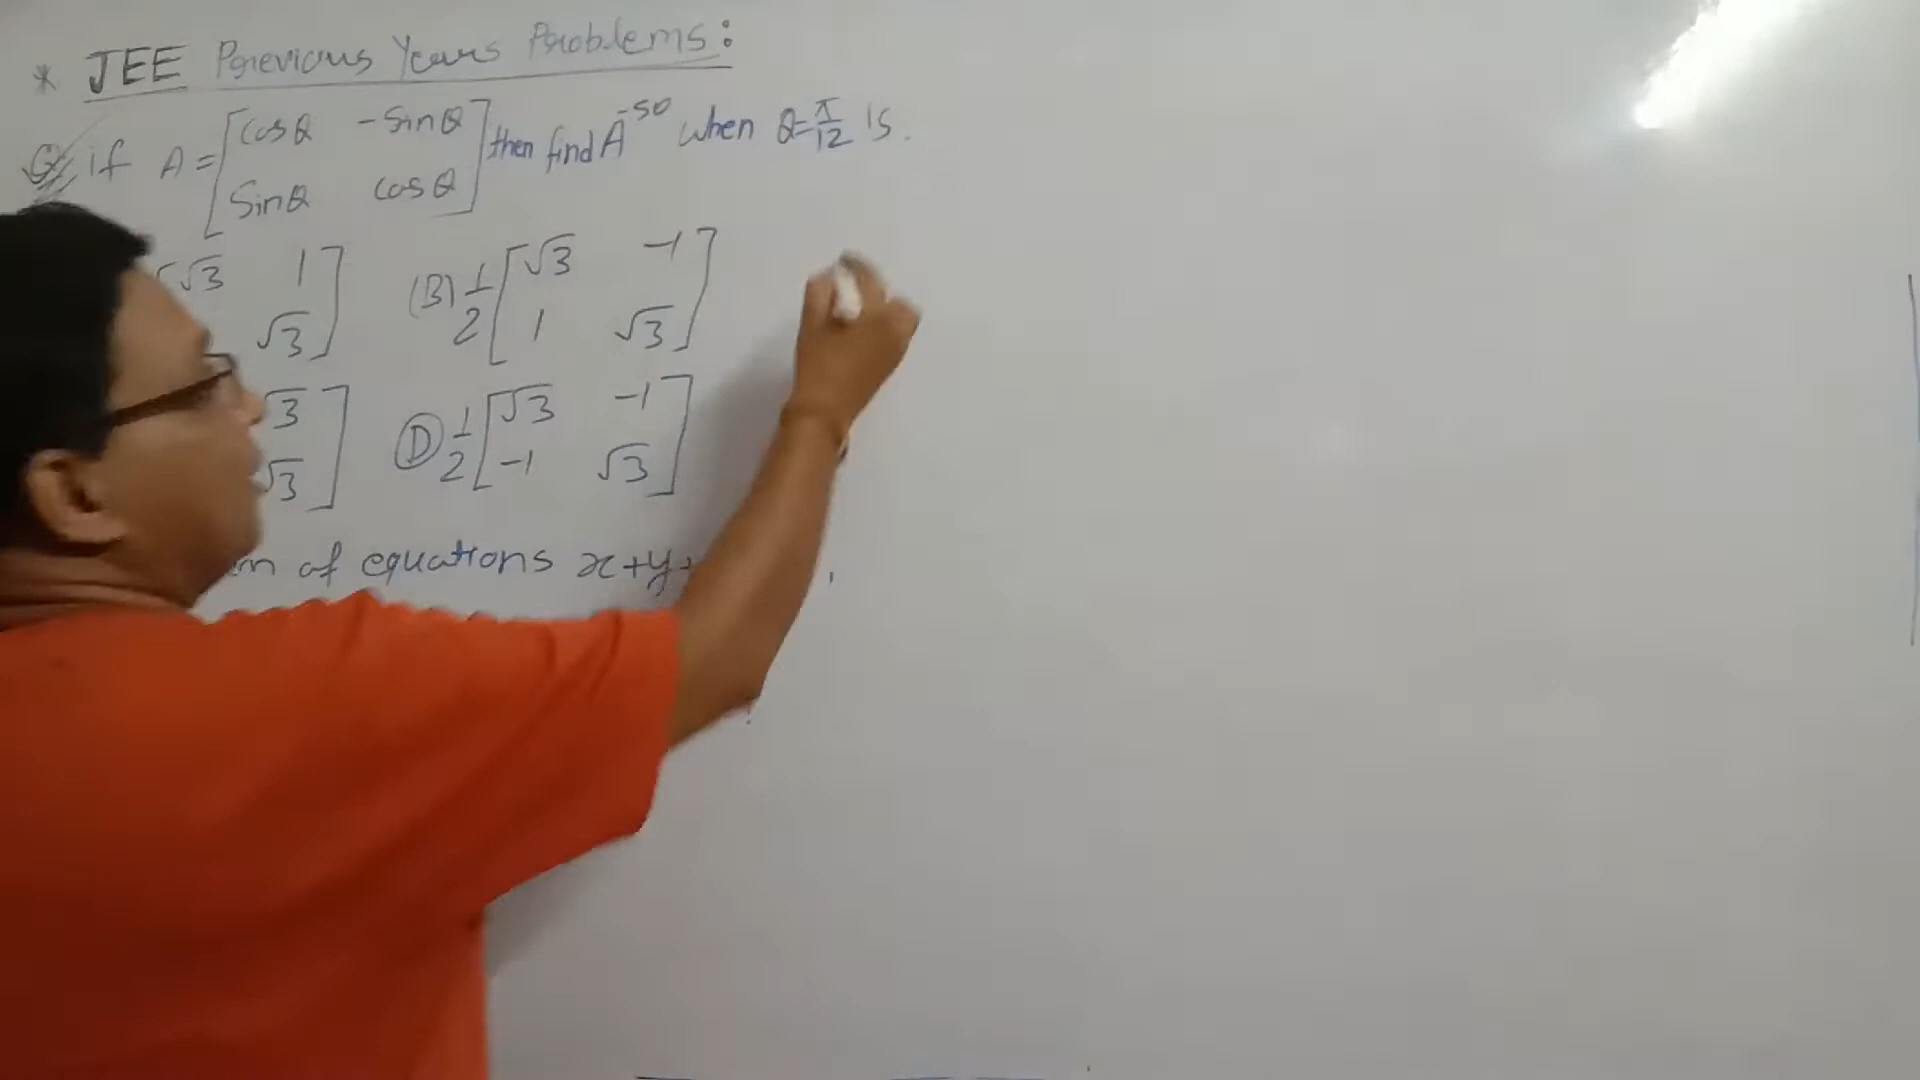 * JEE Previous Years Problems:
Q if A = [cosθ -sinθ sinθ cosθ] then find A^-50 when θ=π/12 is.
√3 1 √3] (B) 1/2 [√3 -1 1 √3]
√3 √3] (D) 1/2 [√3 -1 -1 √3]
of equations x+y+